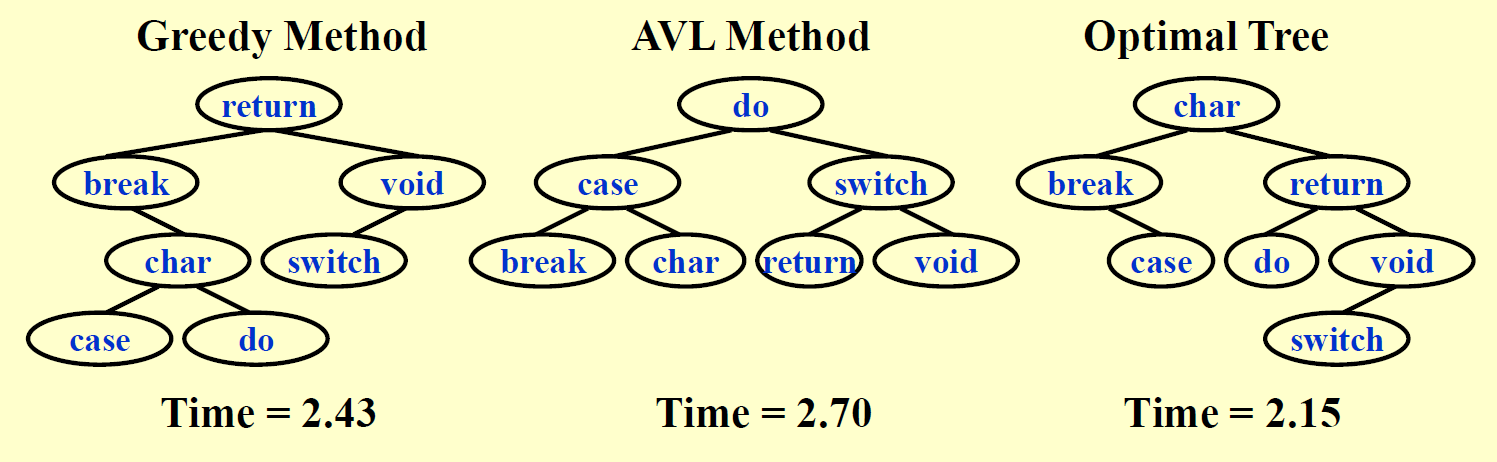 Greedy Method
return
break void
char switch
case do
Time = 2.43
AVL Method
do
case switch
break char return void
Time = 2.70
Optimal Tree
char
break return
case do void
switch
Time = 2.15